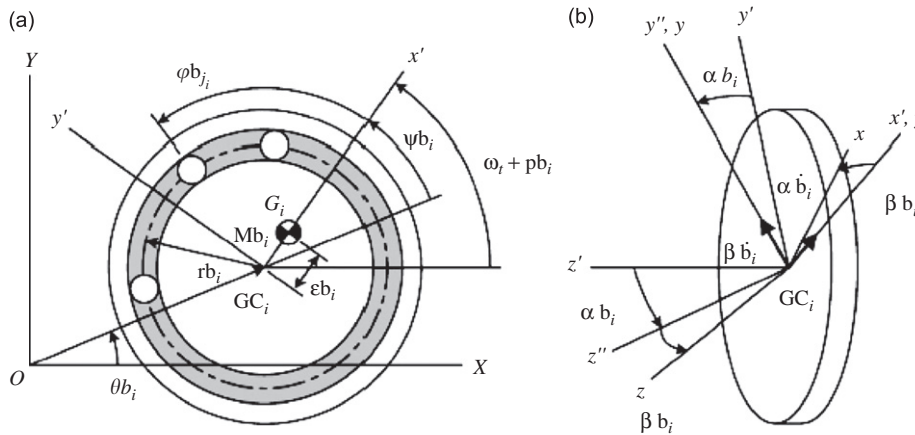 (a)
Y
φb_{j_i}
x′
y′
ψb_i
ω_t + pb_i
G_i
Mb_i
rb_i
εb_i
GC_i
O
θb_i
X
(b)
y″, y
y′
α b_i
x
x′,
α ḃ_i
β b_i
β ḃ_i
z′
GC_i
α b_i
z″
z
β b_i